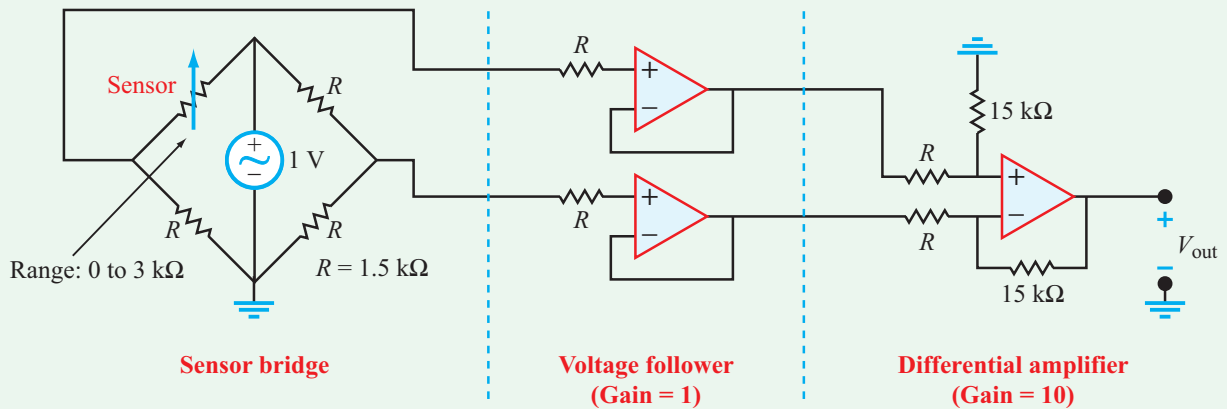 Sensor
R
+
−
1 V
R
R
Range: 0 to 3 kΩ
R = 1.5 kΩ
Sensor bridge
R
+
−
R
+
−
Voltage follower
(Gain = 1)
15 kΩ
R
+
R
−
15 kΩ
+
Vout
−
Differential amplifier
(Gain = 10)